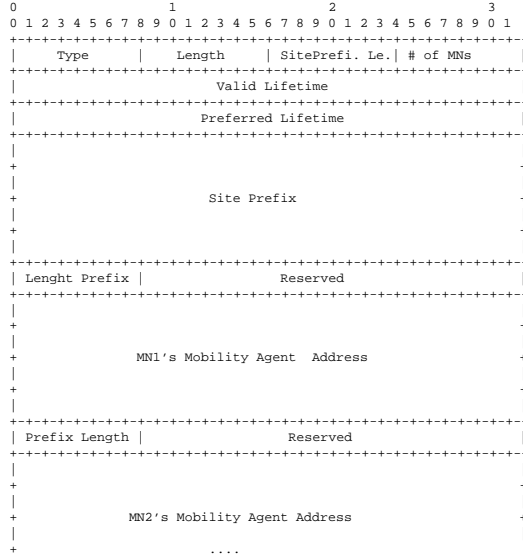 0                   1                   2                   3
0 1 2 3 4 5 6 7 8 9 0 1 2 3 4 5 6 7 8 9 0 1 2 3 4 5 6 7 8 9 0 1
Type | Length | SitePrefi. Le.| # of MNs
Valid Lifetime
Preferred Lifetime
Site Prefix
Lenght Prefix | Reserved
MN1's Mobility Agent  Address
Prefix Length | Reserved
MN2's Mobility Agent Address
....